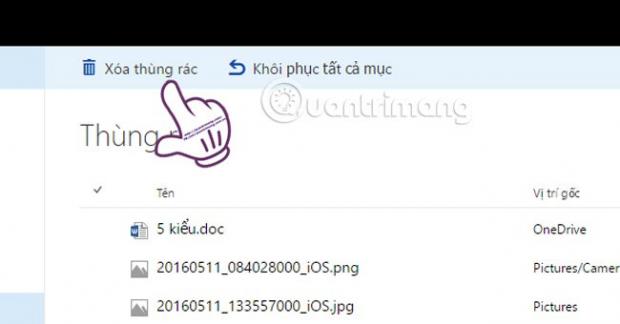 Xóa thùng rác Khôi phục tất cả mục
Quantrimang
Thùng
✓ Tên Vị trí gốc
5 kiểu.doc OneDrive
20160511_084028000_iOS.png Pictures/Camer
20160511_133557000_iOS.jpg Pictures